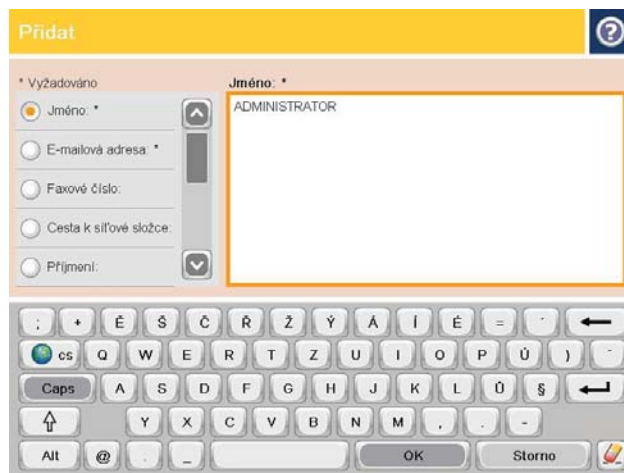 Přidat
?
* Vyžadováno
Jméno: *
Jméno: *
E-mailová adresa: *
Faxové číslo:
Cesta k síťové složce:
Příjmení:
ADMINISTRATOR
; + Ě Š Č Ř Ž Ý Á Í É = ´
cs Q W E R T Z U I O P Ú ) ¨
Caps A S D F G H J K L Ů §
Y X C V B N M , . -
Alt @ . _ OK Storno